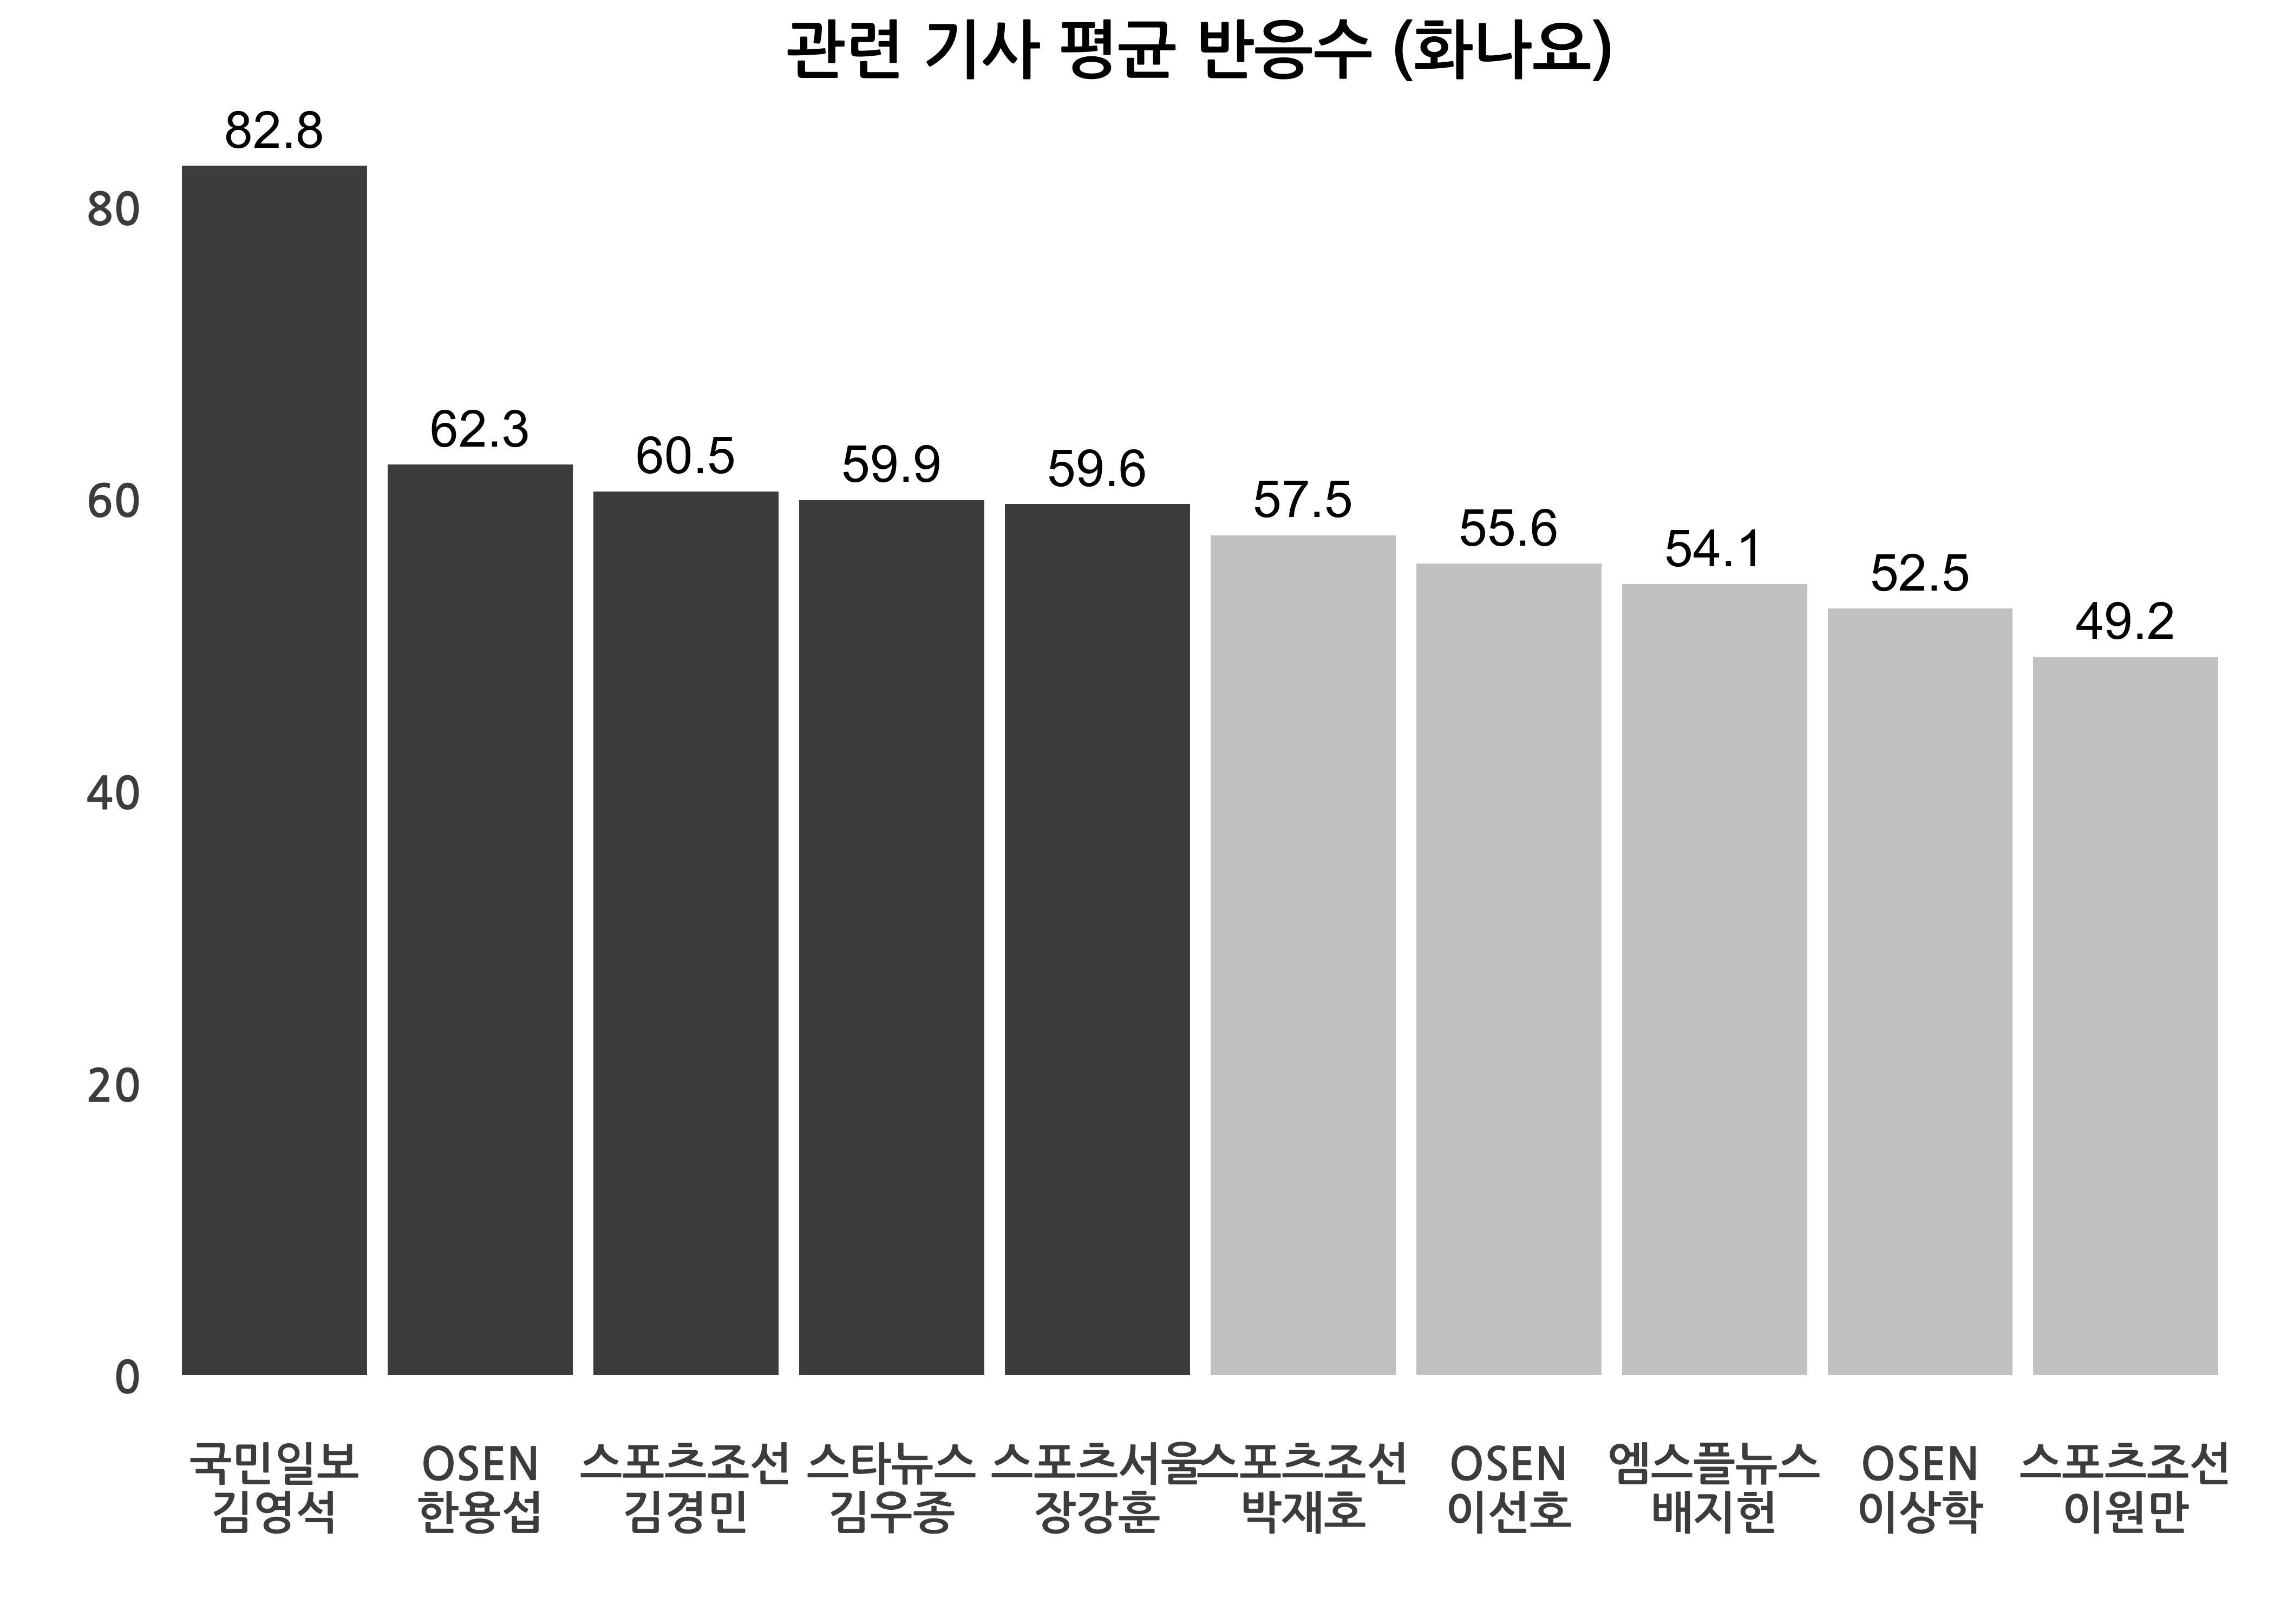 관련 기사 평균 반응수 (화나요)
82.8
62.3
60.5
59.9
59.6
57.5
55.6
54.1
52.5
49.2
80
60
40
20
0
국민일보
김영석
OSEN
한용섭
스포츠조선
김경민
스타뉴스
김우종
스포츠서울
장강훈
스포츠조선
박재호
OSEN
이선호
엠스플뉴스
배지헌
OSEN
이상학
스포츠조선
이원만